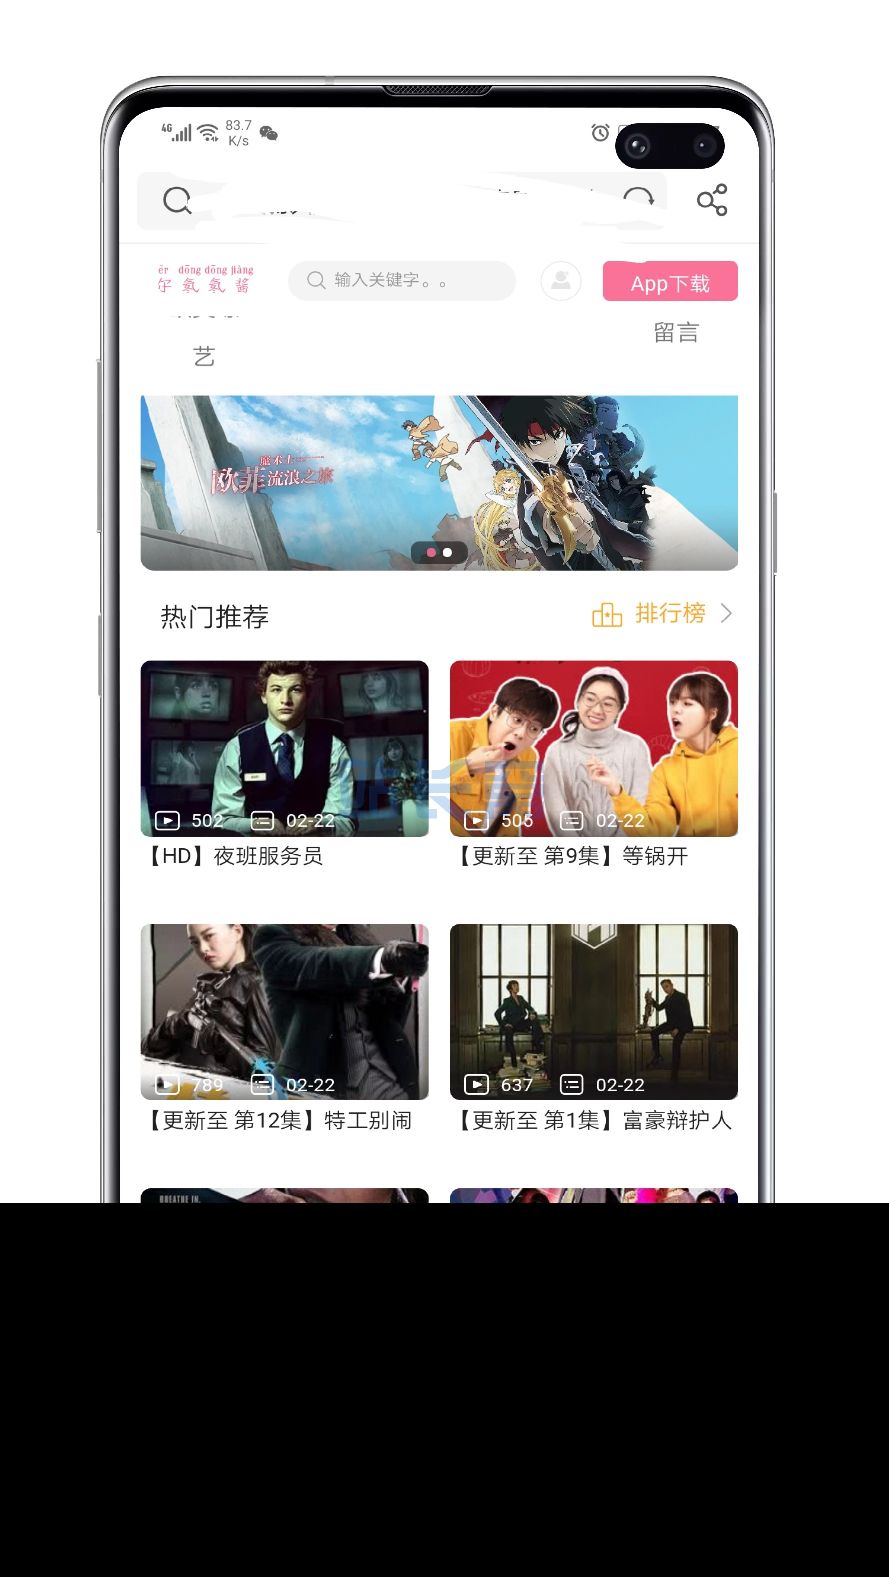 4G 83.7
K/s
ěr dōng dōng jiàng
尔氡氡酱
输入关键字。。
App下载
留言
艺
魔术士
欧菲流浪之旅
热门推荐
排行榜
502 02-22
505 02-22
【HD】夜班服务员
【更新至 第9集】等锅开
789 02-22
637 02-22
【更新至 第12集】特工别闹
【更新至 第1集】富豪辩护人
BREATHE IN.